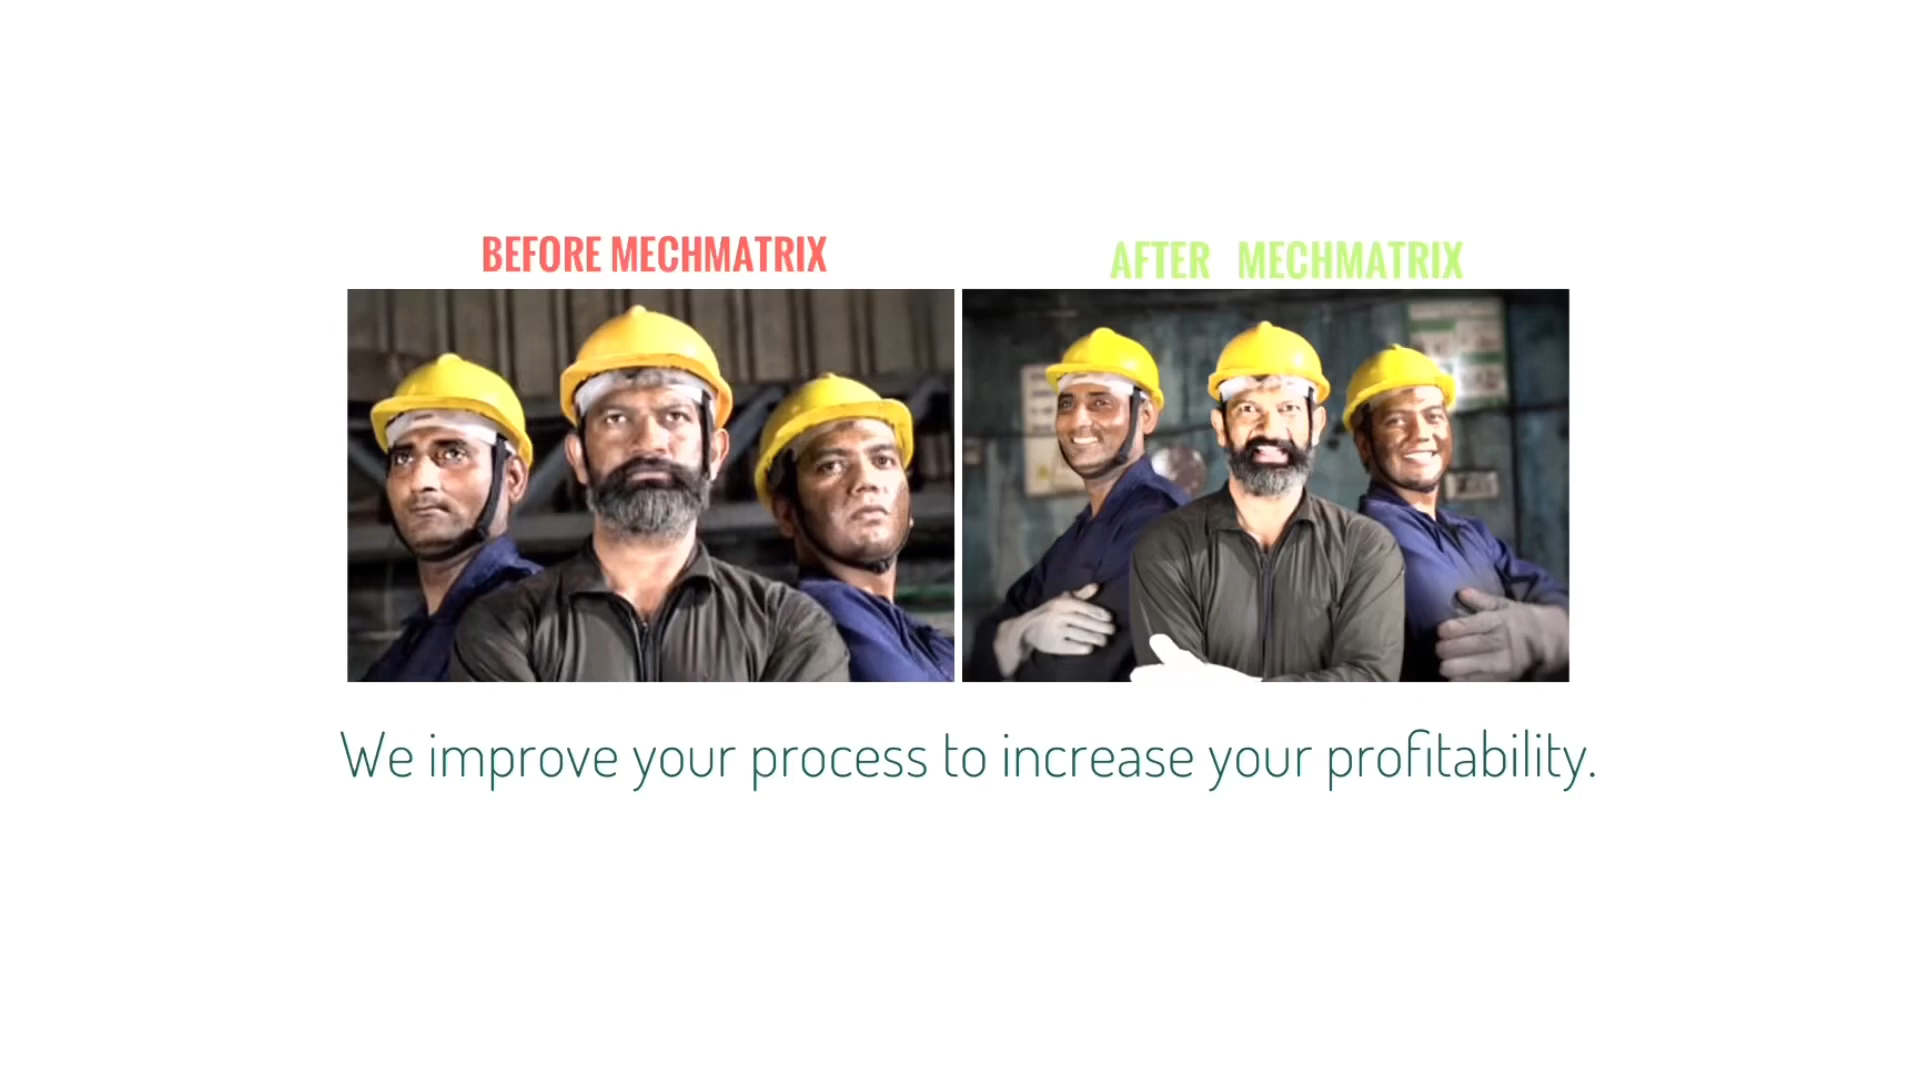 BEFORE MECHMATRIX
AFTER MECHMATRIX
We improve your process to increase your profitability.